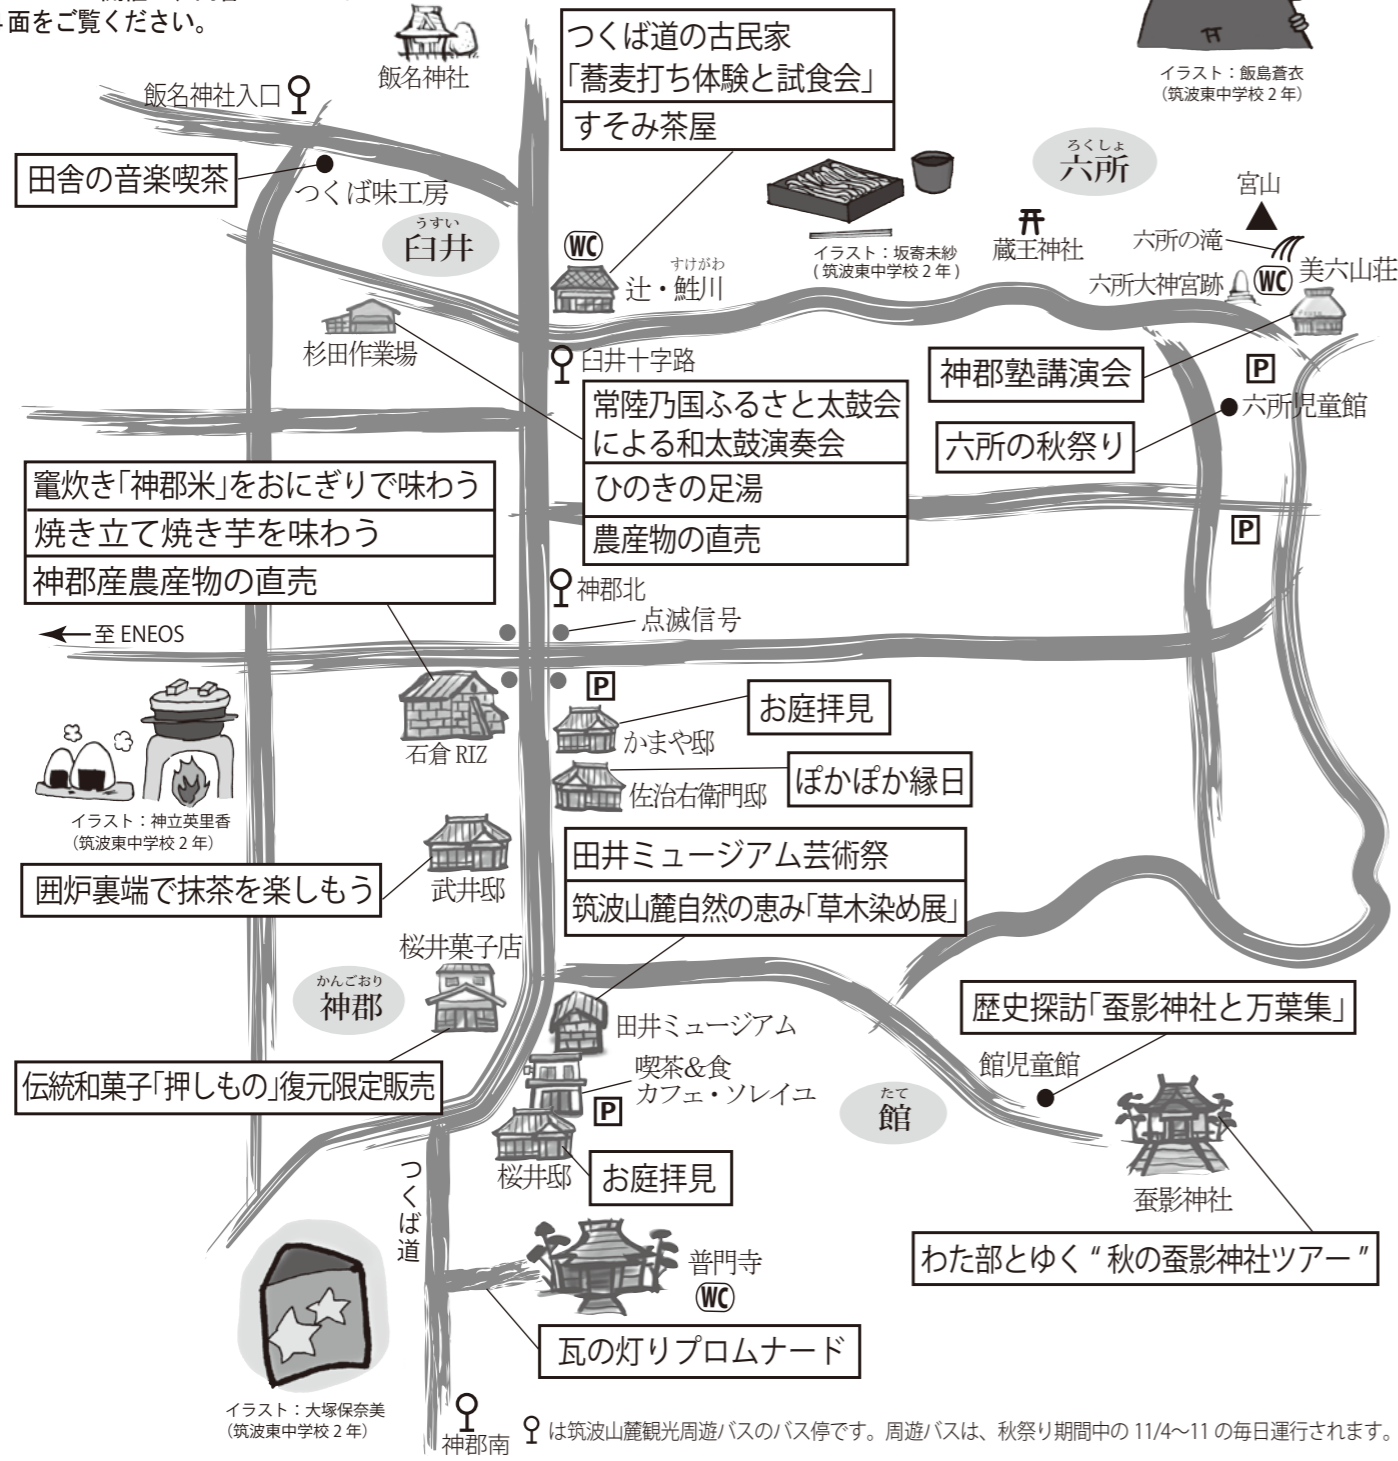 面をご覧ください。
飯名神社
飯名神社入口
つくば道の古民家
「蕎麦打ち体験と試食会」
すそみ茶屋
イラスト：飯島蒼衣
（筑波東中学校２年）
田舎の音楽喫茶
つくば味工房
うすい
臼井
WC
すけがわ
辻・鮏川
イラスト：坂寄未紗
(筑波東中学校２年)
ろくしょ
六所
蔵王神社
宮山
六所の滝
六所大神宮跡
WC
美六山荘
杉田作業場
臼井十字路
神郡塾講演会
P
六所児童館
六所の秋祭り
常陸乃国ふるさと太鼓会
による和太鼓演奏会
ひのきの足湯
農産物の直売
竈炊き「神郡米」をおにぎりで味わう
焼き立て焼き芋を味わう
神郡産農産物の直売
P
神郡北
点滅信号
至 ENEOS
P
石倉 RIZ
お庭拝見
かまや邸
ぽかぽか縁日
佐治右衛門邸
イラスト：神立英里香
（筑波東中学校２年）
囲炉裏端で抹茶を楽しもう
武井邸
田井ミュージアム芸術祭
筑波山麓自然の恵み「草木染め展」
桜井菓子店
かんごおり
神郡
田井ミュージアム
喫茶&食
カフェ・ソレイユ
P
伝統和菓子「押しもの」復元限定販売
歴史探訪「蚕影神社と万葉集」
館児童館
たて
館
桜井邸
お庭拝見
蚕影神社
わた部とゆく“秋の蚕影神社ツアー”
つくば道
普門寺
WC
瓦の灯りプロムナード
イラスト：大塚保奈美
（筑波東中学校２年）
神郡南
は筑波山麓観光周遊バスのバス停です。周遊バスは、秋祭り期間中の 11/4～11 の毎日運行されます。